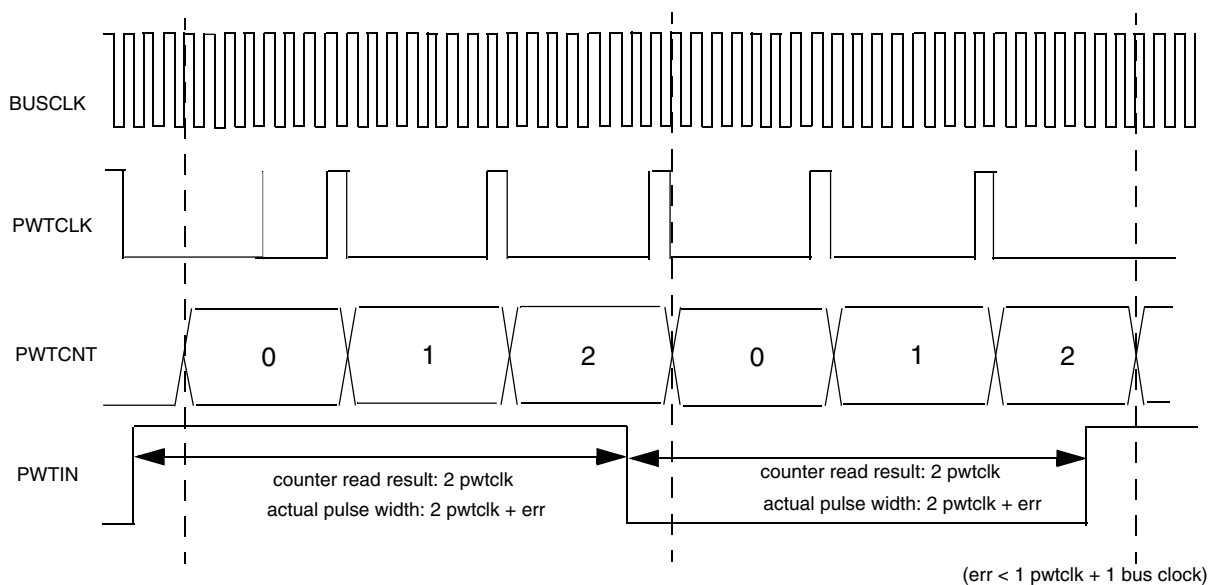 BUSCLK
PWTCLK
PWTCNT
0
1
2
0
1
2
PWTIN
counter read result: 2 pwtclk
actual pulse width: 2 pwtclk + err
counter read result: 2 pwtclk
actual pulse width: 2 pwtclk + err
(err < 1 pwtclk + 1 bus clock)